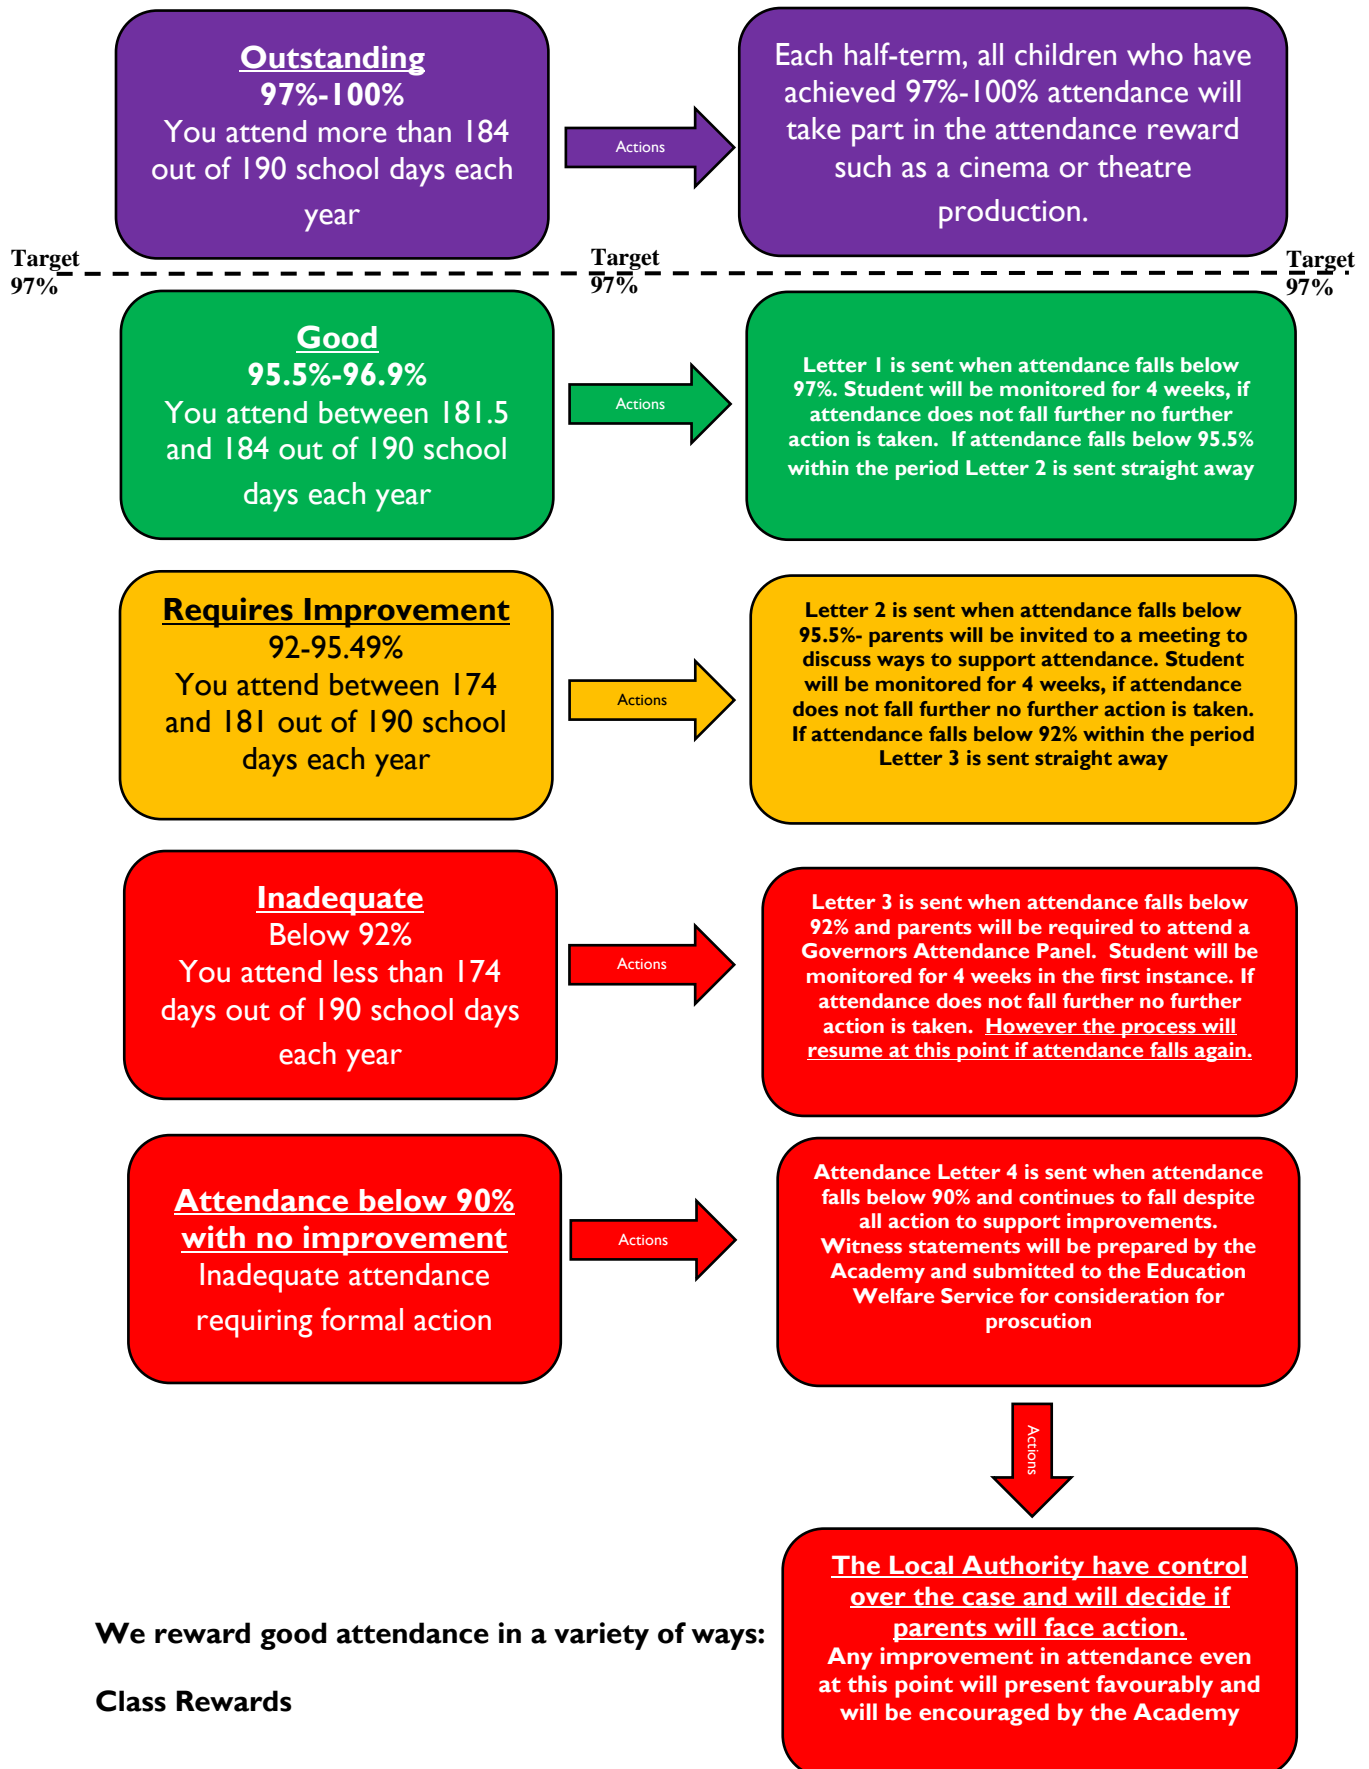 Outstanding
97%-100%
You attend more than 184
out of 190 school days each
year
Actions
Each half-term, all children who have
achieved 97%-100% attendance will
take part in the attendance reward
such as a cinema or theatre
production.
Target
97%
Target
97%
Target
97%
Good
95.5%-96.9%
You attend between 181.5
and 184 out of 190 school
days each year
Actions
Letter 1 is sent when attendance falls below
97%. Student will be monitored for 4 weeks, if
attendance does not fall further no further
action is taken.  If attendance falls below 95.5%
within the period Letter 2 is sent straight away
Requires Improvement
92-95.49%
You attend between 174
and 181 out of 190 school
days each year
Actions
Letter 2 is sent when attendance falls below
95.5%- parents will be invited to a meeting to
discuss ways to support attendance. Student
will be monitored for 4 weeks, if attendance
does not fall further no further action is taken.
If attendance falls below 92% within the period
Letter 3 is sent straight away
Inadequate
Below 92%
You attend less than 174
days out of 190 school days
each year
Actions
Letter 3 is sent when attendance falls below
92% and parents will be required to attend a
Governors Attendance Panel.  Student will be
monitored for 4 weeks in the first instance. If
attendance does not fall further no further
action is taken.  However the process will
resume at this point if attendance falls again.
Attendance below 90%
with no improvement
Inadequate attendance
requiring formal action
Actions
Attendance Letter 4 is sent when attendance
falls below 90% and continues to fall despite
all action to support improvements.
Witness statements will be prepared by the
Academy and submitted to the Education
Welfare Service for consideration for
proscution
Actions
The Local Authority have control
over the case and will decide if
parents will face action.
Any improvement in attendance even
at this point will present favourably and
will be encouraged by the Academy
We reward good attendance in a variety of ways:
Class Rewards